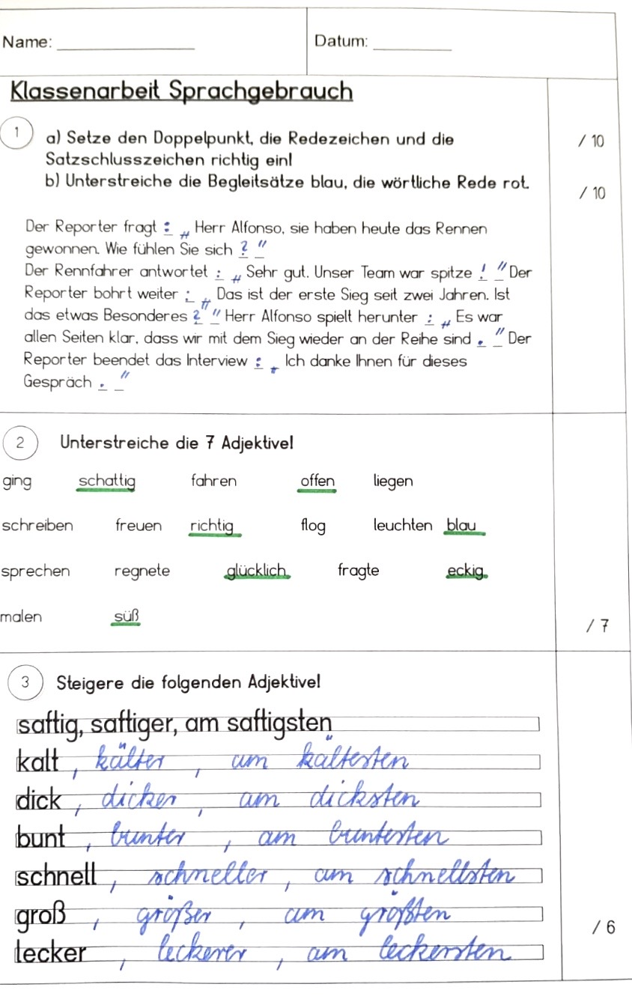 Name: ____________ Datum: ________
Klassenarbeit Sprachgebrauch
1 a) Setze den Doppelpunkt, die Redezeichen und die
Satzschlusszeichen richtig ein!
/ 10
b) Unterstreiche die Begleitsätze blau, die wörtliche Rede rot.
/ 10
Der Reporter fragt : „ Herr Alfonso, sie haben heute das Rennen
gewonnen. Wie fühlen Sie sich ? “
Der Rennfahrer antwortet : „ Sehr gut. Unser Team war spitze ! “ Der
Reporter bohrt weiter : „ Das ist der erste Sieg seit zwei Jahren. Ist
das etwas Besonderes ? “ Herr Alfonso spielt herunter : „ Es war
allen Seiten klar, dass wir mit dem Sieg wieder an der Reihe sind . “ Der
Reporter beendet das Interview : „ Ich danke Ihnen für dieses
Gespräch . “
2 Unterstreiche die 7 Adjektive!
ging schattig fahren offen liegen
schreiben freuen richtig flog leuchten blau
sprechen regnete glücklich fragte eckig
malen süß
/ 7
3 Steigere die folgenden Adjektive!
saftig, saftiger, am saftigsten
kalt , kälter , am kältesten
dick , dicker , am dicksten
bunt , bunter , am buntesten
schnell , schneller , am schnellsten
groß , größer , am größten
/ 6
lecker , leckerer , am leckersten